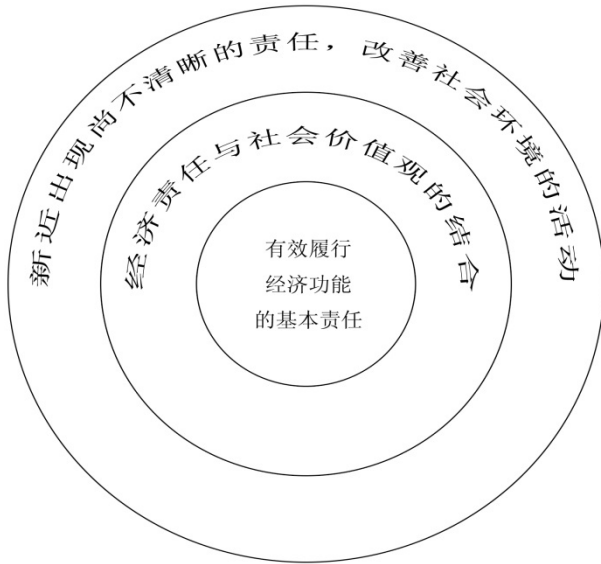 新近出现尚不清晰的责任，改善社会环境的活动
经济责任与社会价值观的结合
有效履行
经济功能
的基本责任